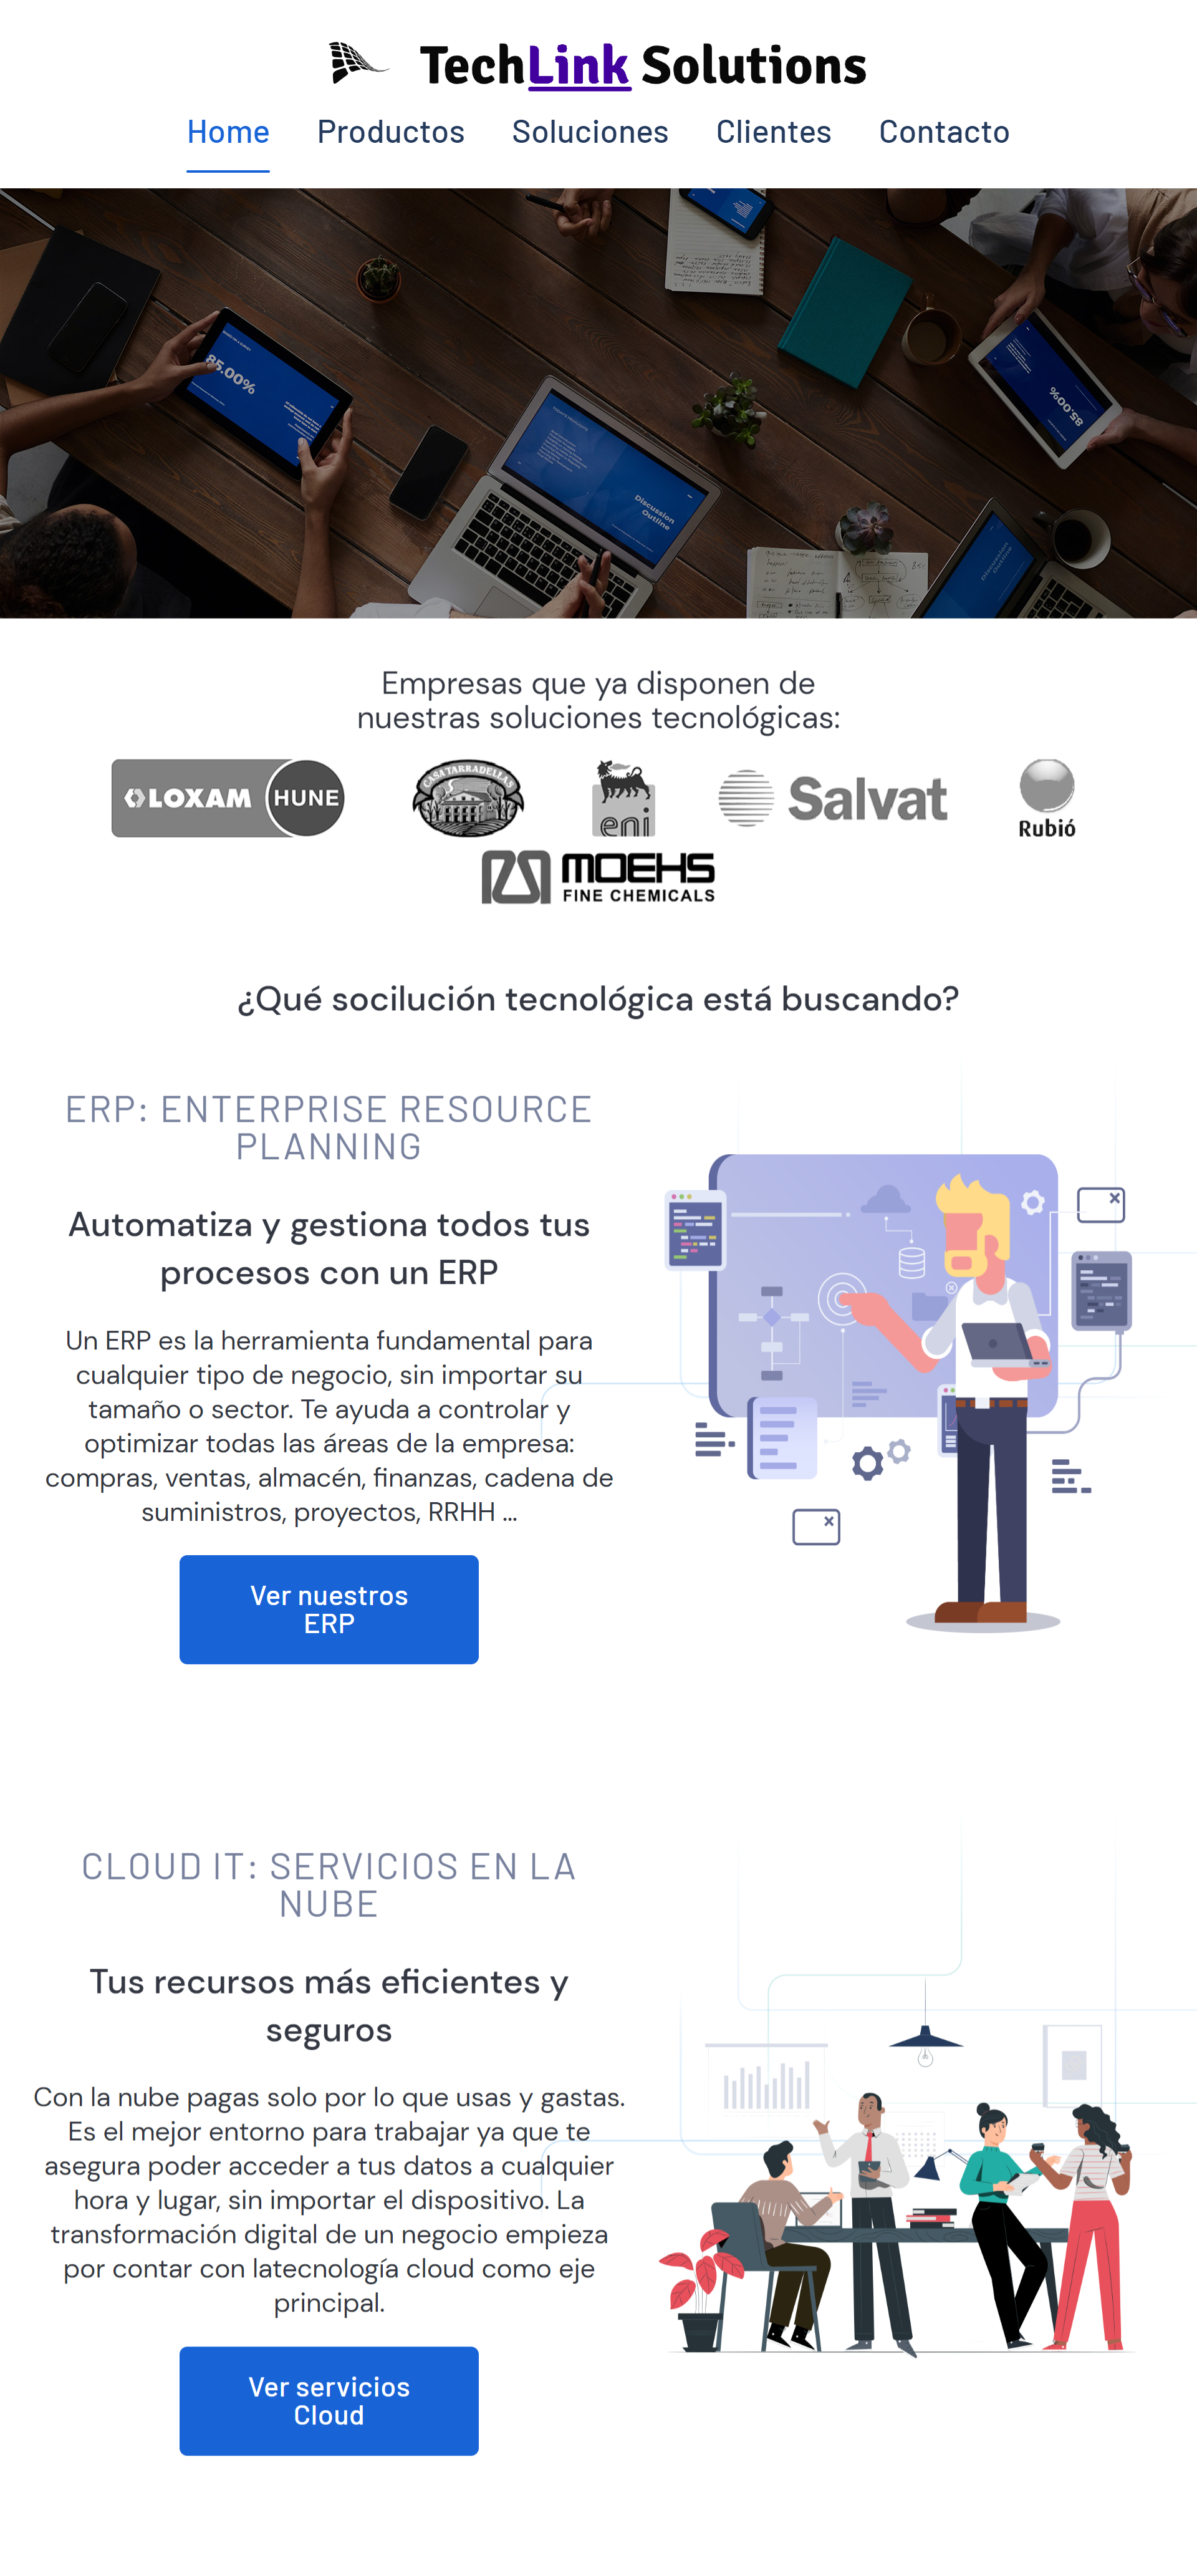 TechLink Solutions
Home Productos Soluciones Clientes Contacto
85.00%
85.00%
Discussion
Outline
Discussion
Outline
Empresas que ya disponen de
nuestras soluciones tecnológicas:
LOXAM HUNE
CASA TARRADELLAS
eni
Salvat
Rubió
MOEHS
FINE CHEMICALS
¿Qué socilución tecnológica está buscando?
ERP: ENTERPRISE RESOURCE
PLANNING
Automatiza y gestiona todos tus
procesos con un ERP
Un ERP es la herramienta fundamental para
cualquier tipo de negocio, sin importar su
tamaño o sector. Te ayuda a controlar y
optimizar todas las áreas de la empresa:
compras, ventas, almacén, finanzas, cadena de
suministros, proyectos, RRHH ...
Ver nuestros
ERP
CLOUD IT: SERVICIOS EN LA
NUBE
Tus recursos más eficientes y
seguros
Con la nube pagas solo por lo que usas y gastas.
Es el mejor entorno para trabajar ya que te
asegura poder acceder a tus datos a cualquier
hora y lugar, sin importar el dispositivo. La
transformación digital de un negocio empieza
por contar con latecnología cloud como eje
principal.
Ver servicios
Cloud